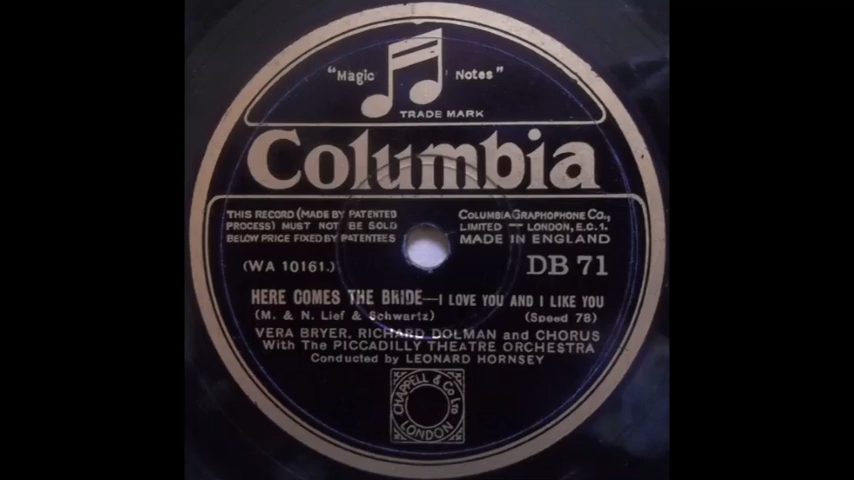 "Magic Notes"
TRADE MARK
Columbia
THIS RECORD (MADE BY PATENTED
PROCESS) MUST NOT BE SOLD
BELOW PRICE FIXED BY PATENTEES
COLUMBIA GRAPHOPHONE CO.,
LIMITED — LONDON, E.C.1.
MADE IN ENGLAND
(WA 10161.)
DB 71
HERE COMES THE BRIDE—I LOVE YOU AND I LIKE YOU
(M. & N. Lief & Schwartz) (Speed 78)
VERA BRYER, RICHARD DOLMAN and CHORUS
With The PICCADILLY THEATRE ORCHESTRA
Conducted by LEONARD HORNSEY
CHAPPELL & Co Ltd
LONDON